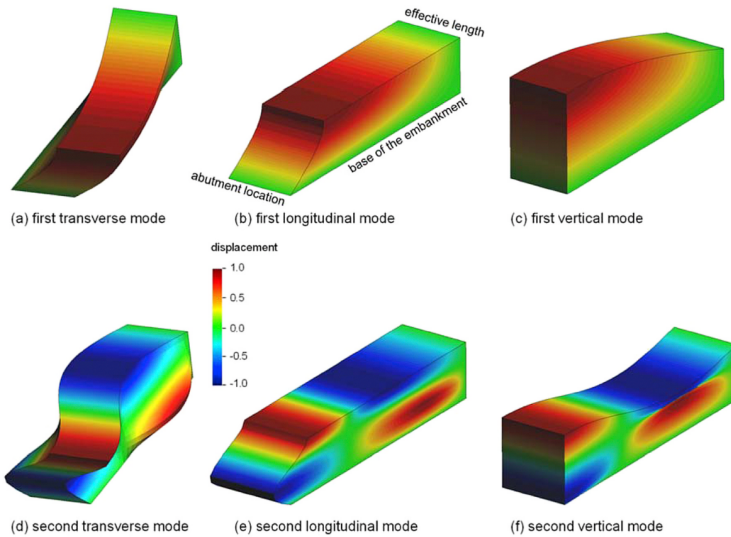 effective length
base of the embankment
abutment location
(a) first transverse mode
(b) first longitudinal mode
(c) first vertical mode
displacement
1.0
0.5
0.0
-0.5
-1.0
(d) second transverse mode
(e) second longitudinal mode
(f) second vertical mode